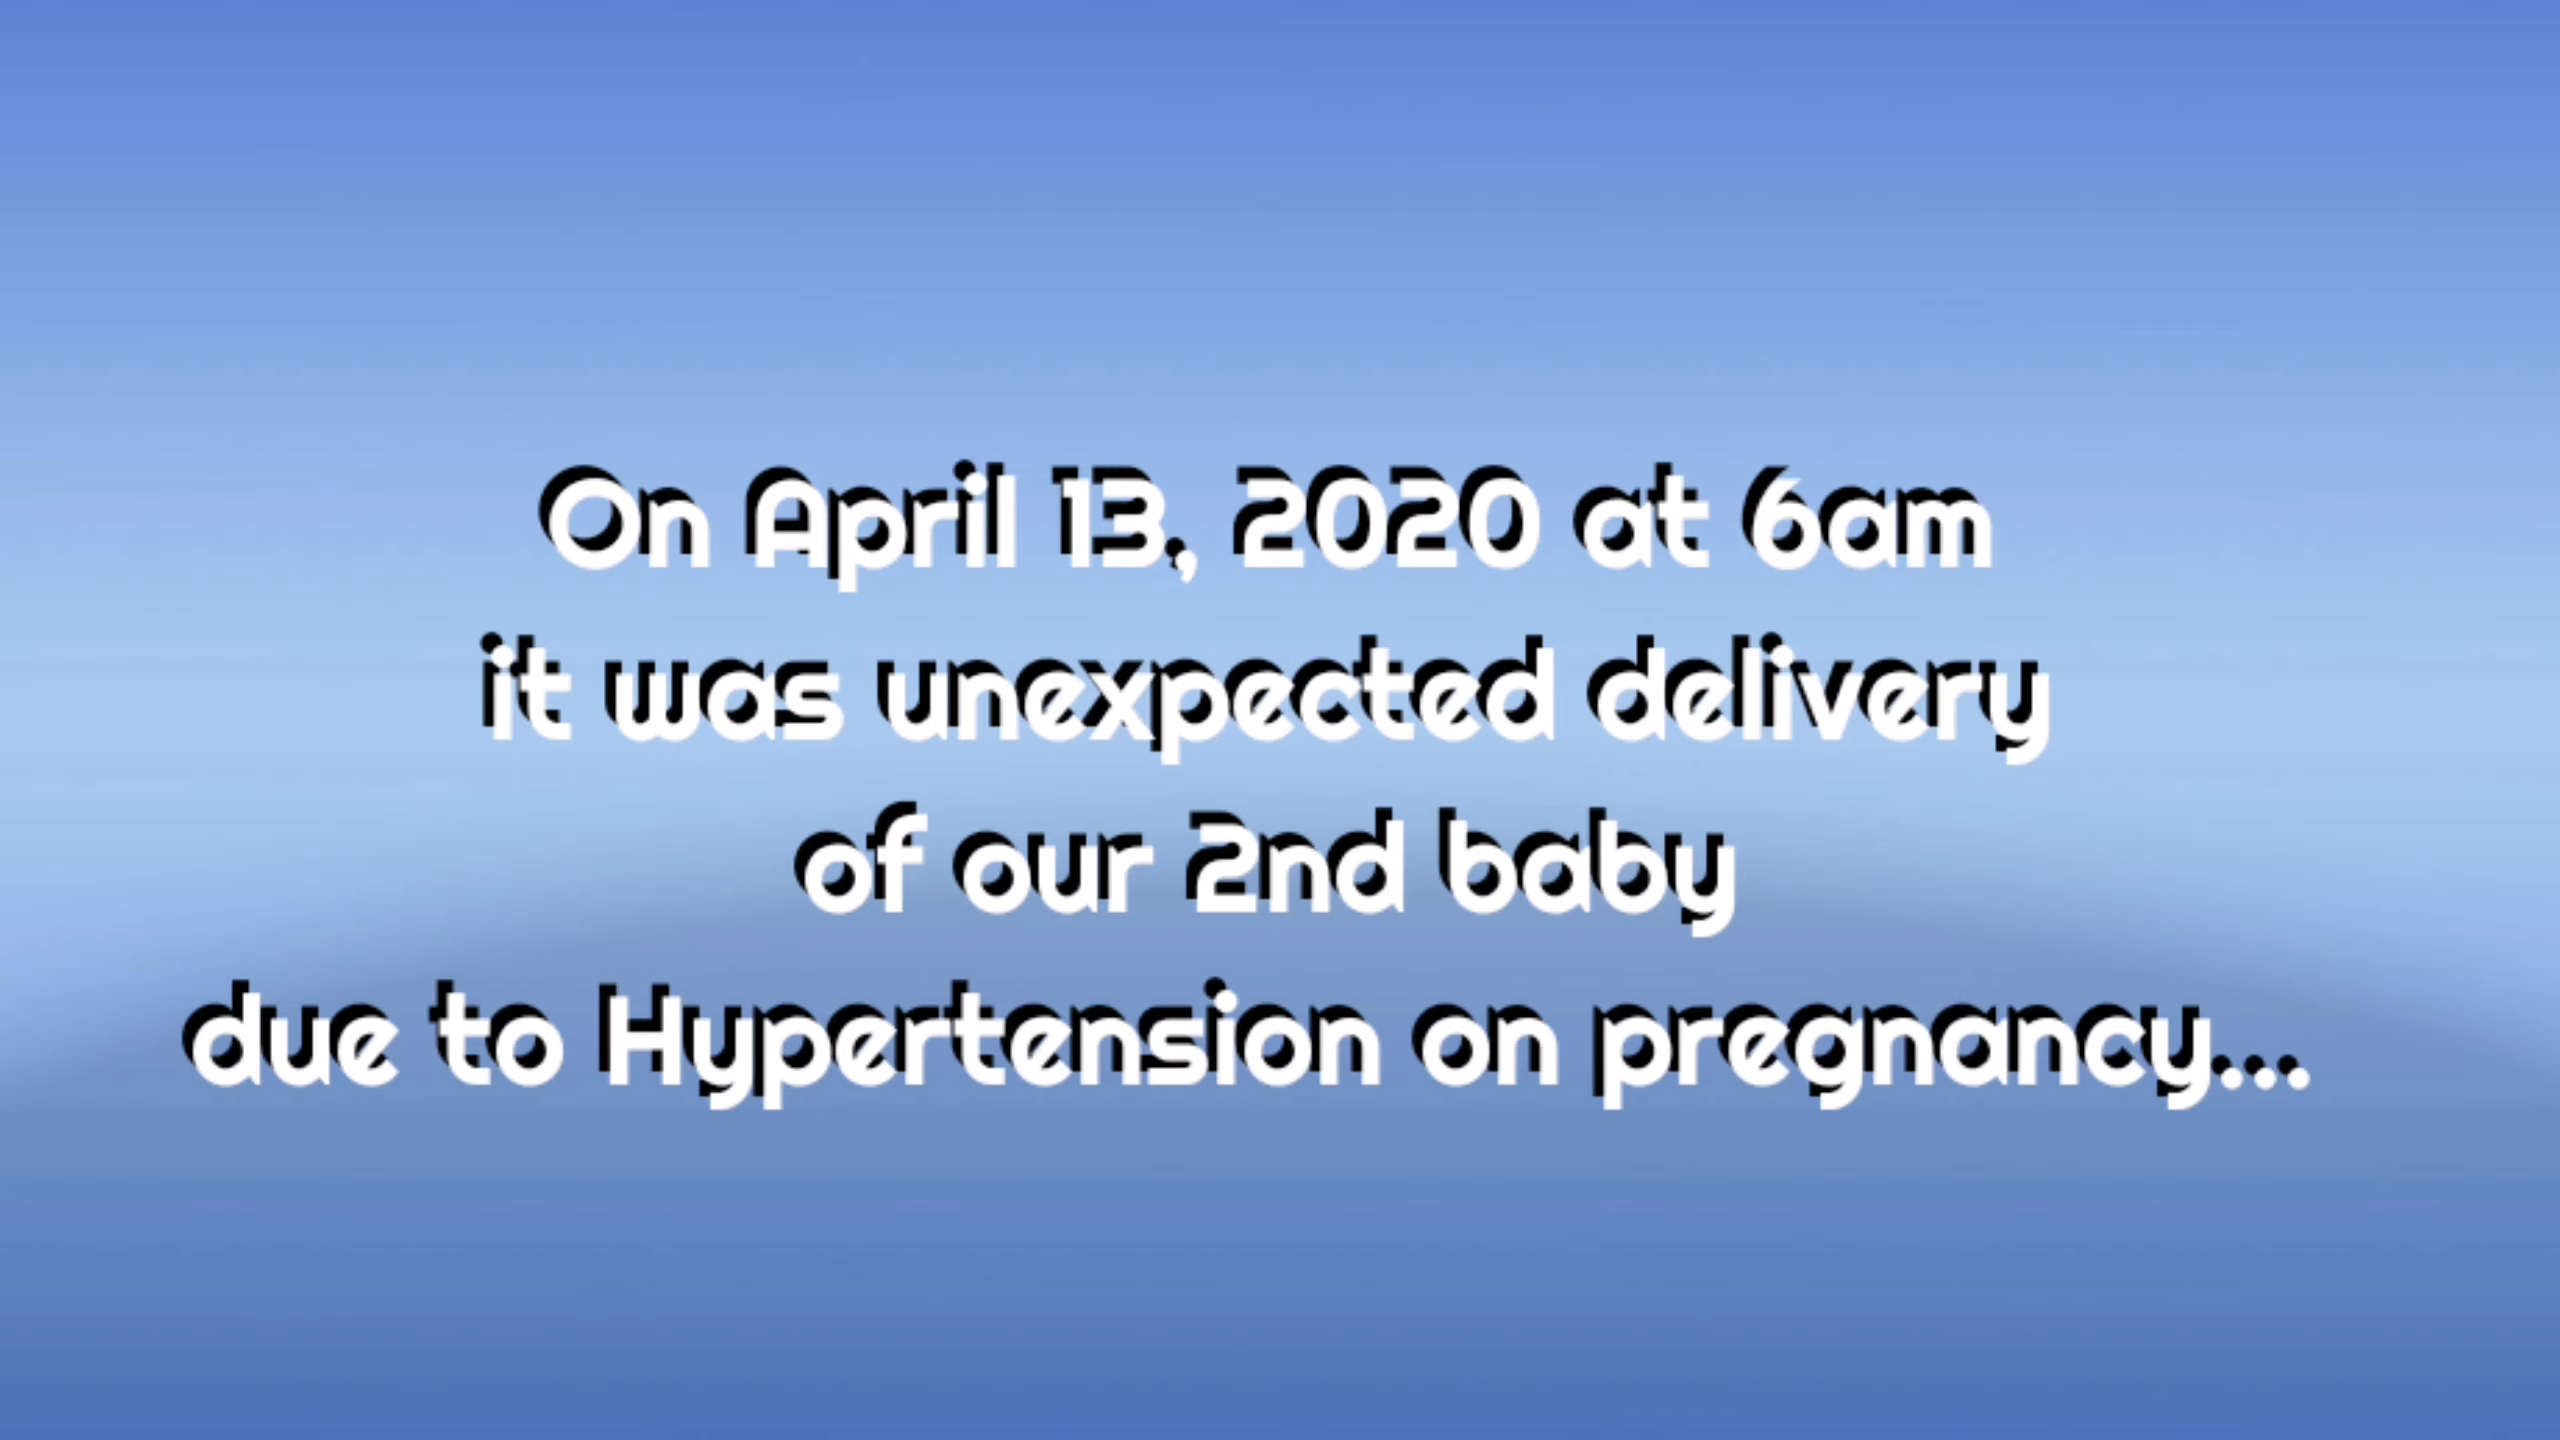 On April 13, 2020 at 6am
it was unexpected delivery
of our 2nd baby
due to Hypertension on pregnancy...